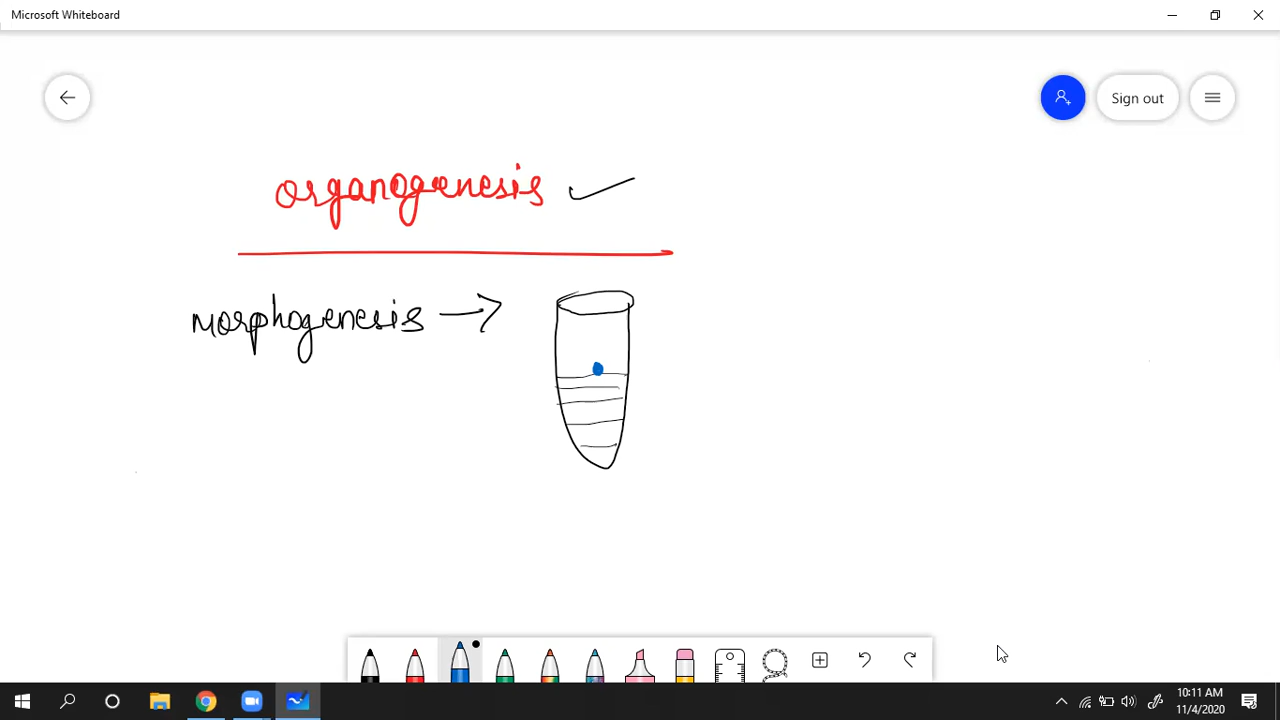 Microsoft Whiteboard
Sign out
organogenesis
morphogenesis
10:11 AM
11/4/2020